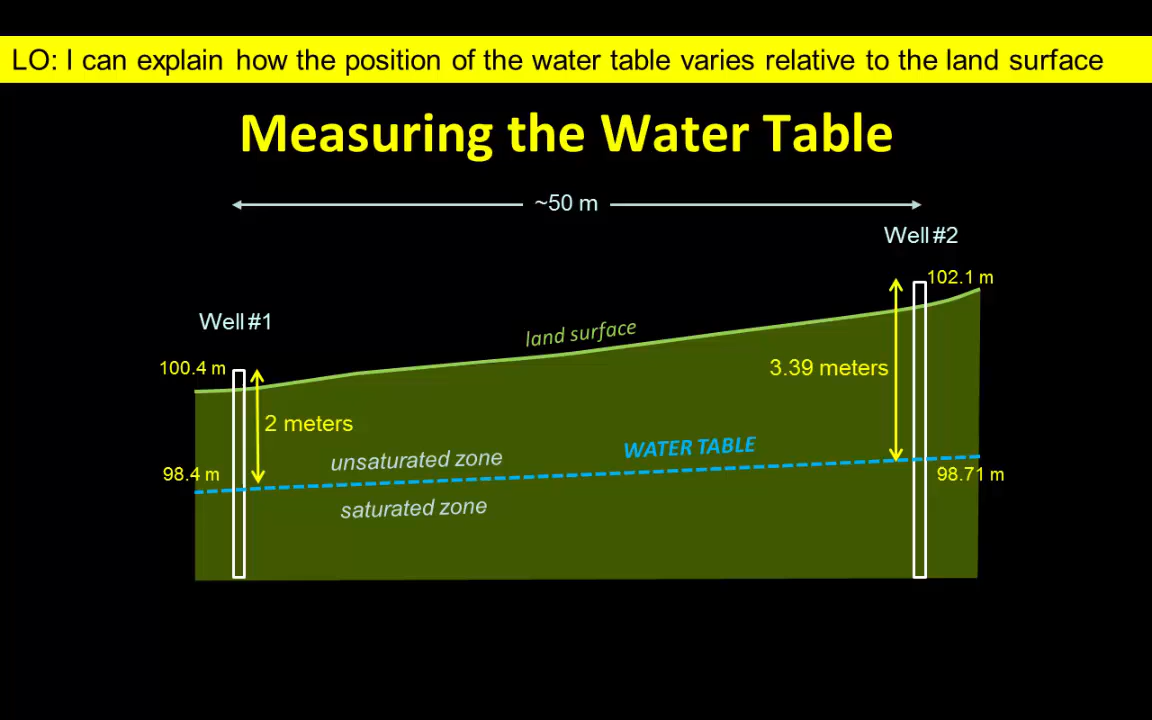 LO: I can explain how the position of the water table varies relative to the land surface
Measuring the Water Table
~50 m
Well #2
102.1 m
Well #1
land surface
100.4 m
3.39 meters
2 meters
WATER TABLE
unsaturated zone
98.4 m
98.71 m
saturated zone